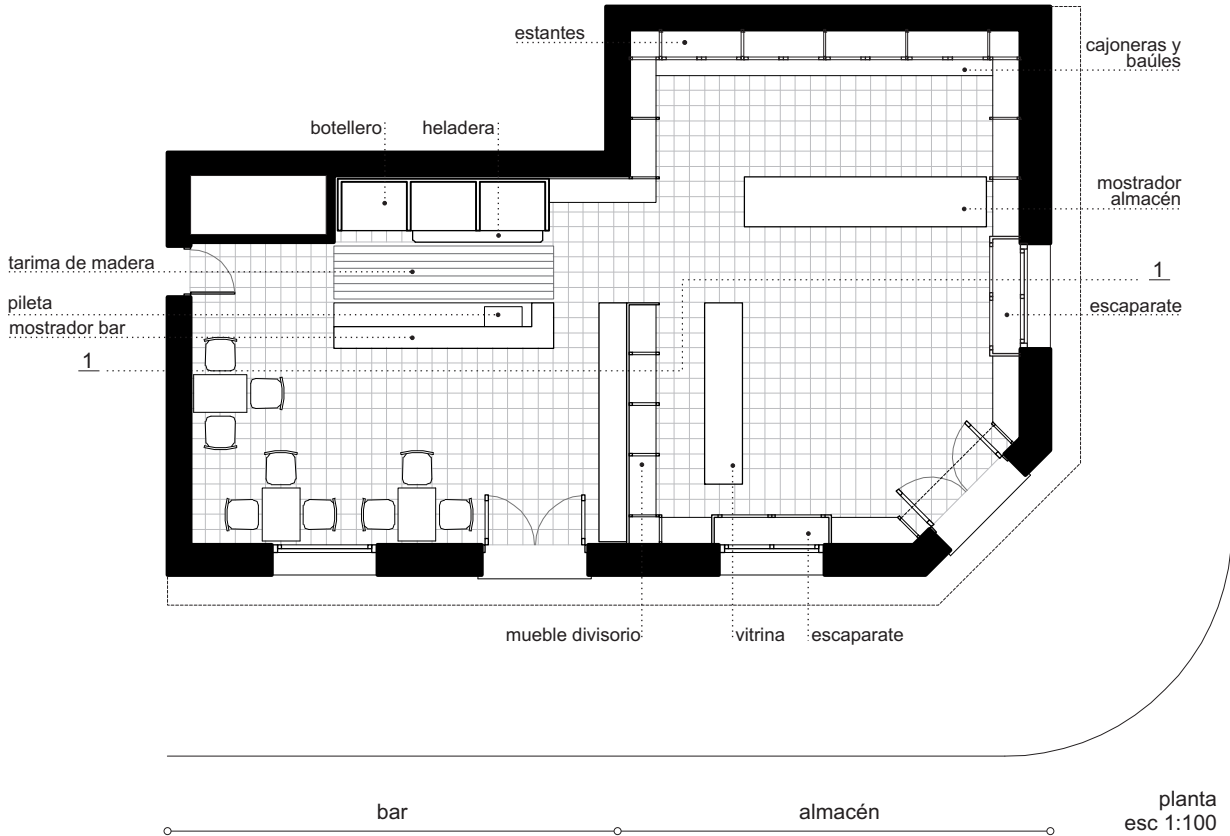 estantes
cajoneras y
baúles
botellero
heladera
mostrador
almacén
tarima de madera
1
pileta
escaparate
mostrador bar
1
mueble divisorio
vitrina
escaparate
bar
almacén
planta
esc 1:100